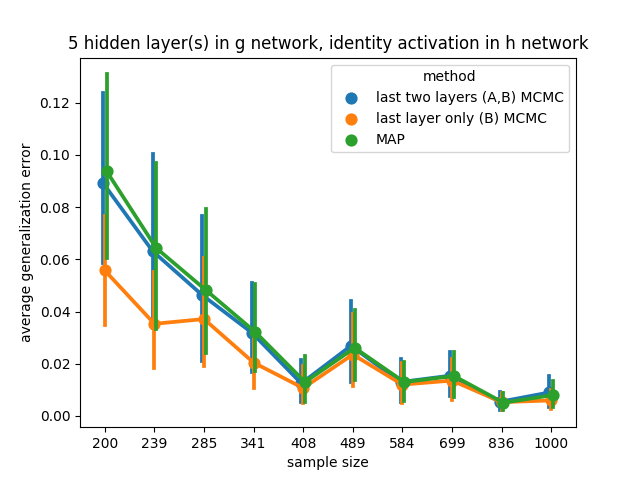 5 hidden layer(s) in g network, identity activation in h network
method
last two layers (A,B) MCMC
last layer only (B) MCMC
MAP
average generalization error
0.12
0.10
0.08
0.06
0.04
0.02
0.00
200 239 285 341 408 489 584 699 836 1000
sample size